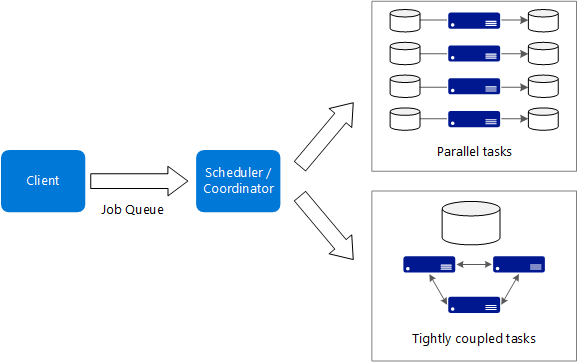 Client
Job Queue
Scheduler /
Coordinator
Parallel tasks
Tightly coupled tasks